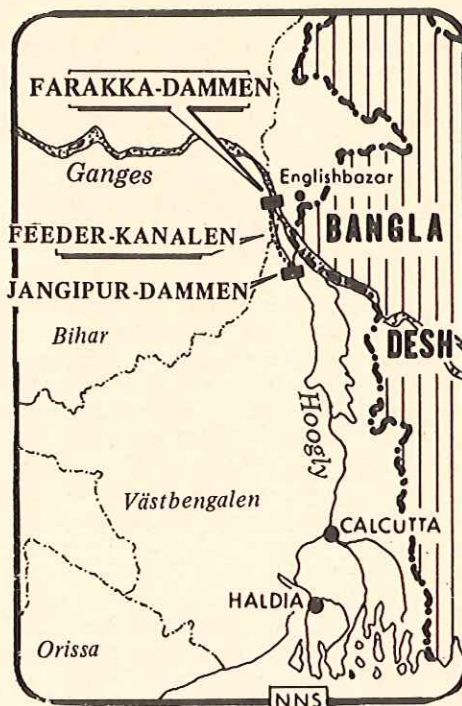 FARAKKA-DAMMEN
Ganges
Englishbazar
FEEDER-KANALEN
BANGLA
JANGIPUR-DAMMEN
DESH
Bihar
Hoogly
Västbengalen
CALCUTTA
HALDIA
Orissa
NNS